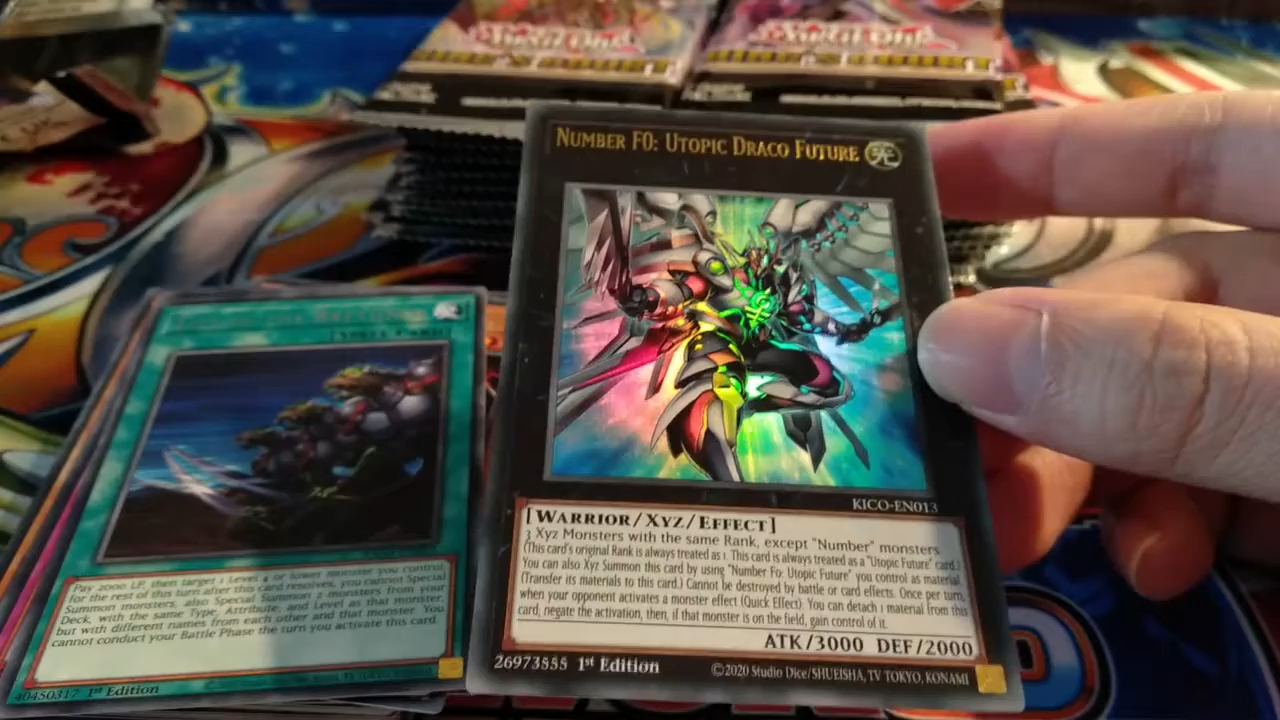 NUMBER F0: UTOPIC DRACO FUTURE 光
KICO-EN013
[WARRIOR/XYZ/EFFECT]
3 Xyz Monsters with the same Rank, except "Number" monsters
(This card's original Rank is always treated as 1. This card is always treated as a "Utopic Future" card.)
You can also Xyz Summon this card by using "Number F0: Utopic Future" you control as material.
(Transfer its materials to this card.) Cannot be destroyed by battle or card effects. Once per turn,
when your opponent activates a monster effect (Quick Effect): You can detach 1 material from this
card; negate the activation, then, if that monster is on the field, gain control of it.
ATK/3000 DEF/2000
26973555 1st Edition
©2020 Studio Dice/SHUEISHA, TV TOKYO, KONAMI
Pay 2000 LP, then target 1 Level 4 or lower monster you control
for the rest of this turn after this card resolves, you cannot Special
Summon monsters, also Special Summon 2 monsters from your
Deck, with the same Type, Attribute, and Level as that monster,
but with different names from each other and that monster. You
cannot conduct your Battle Phase the turn you activate this card.
40450317 1st Edition